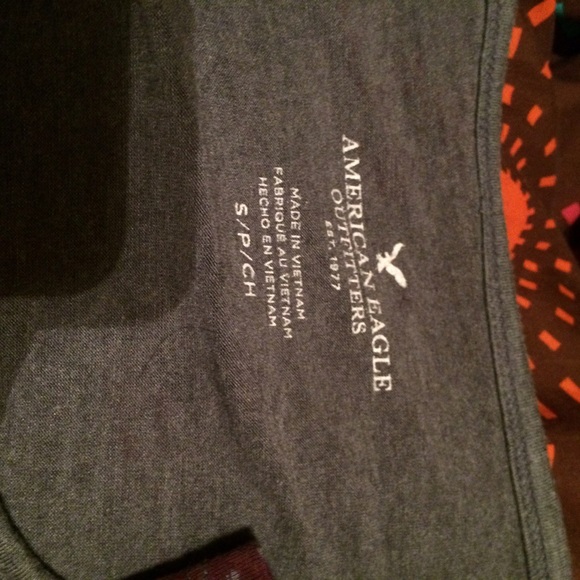 AMERICAN EAGLE
OUTFITTERS
EST. 1977
MADE IN VIETNAM
FABRIQUÉ AU VIETNAM
HECHO EN VIETNAM
S/P/CH